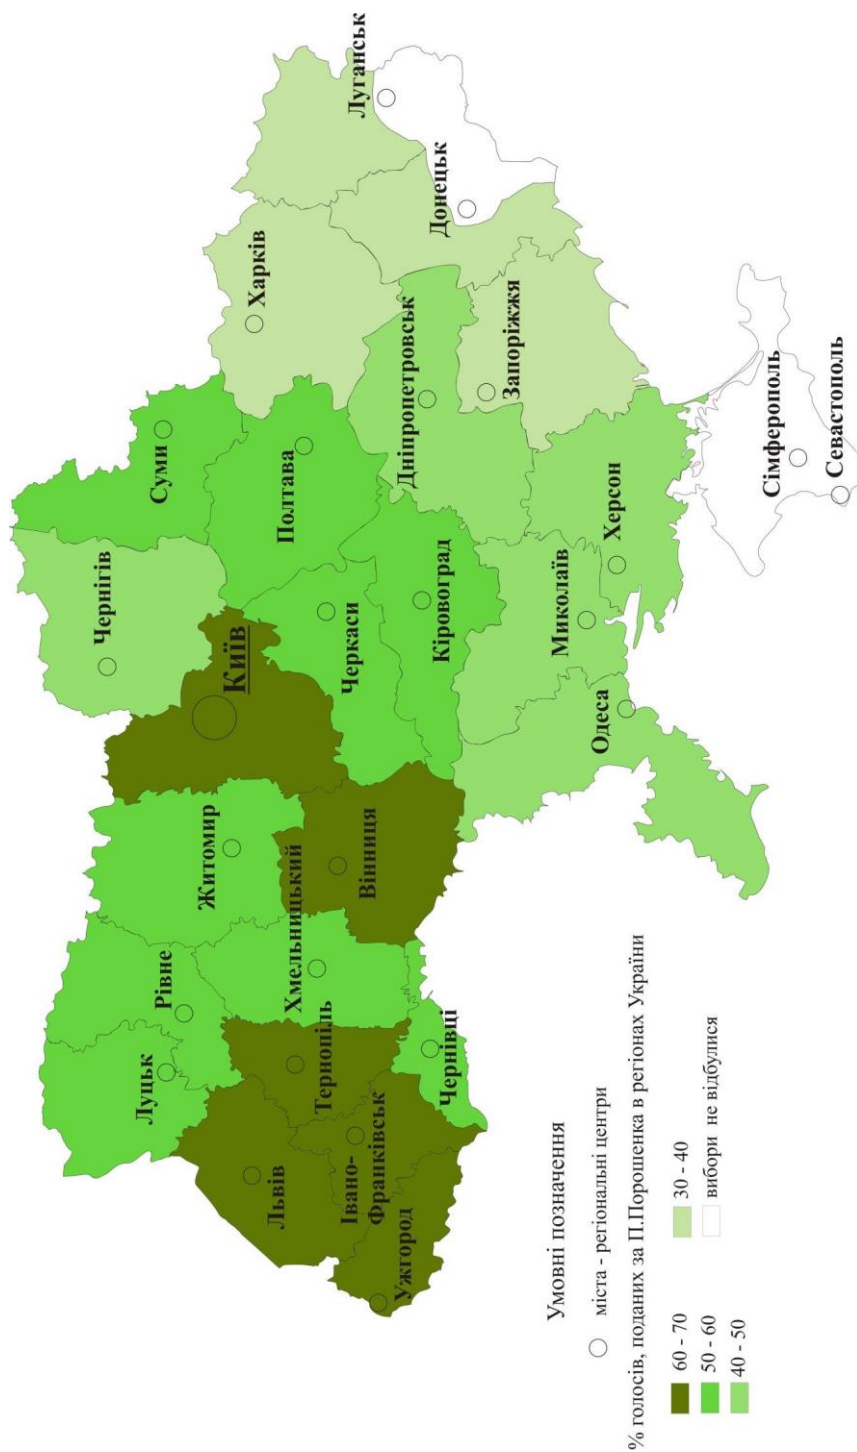 Чернігів
Суми
Луцьк
Рівне
Житомир
Київ
Харків
Львів
Тернопіль
Хмельницький
Полтава
Луганськ
Івано-
Франківськ
Вінниця
Черкаси
Ужгород
Чернівці
Кіровоград
Дніпропетровськ
Донецьк
Запоріжжя
Миколаїв
Одеса
Херсон
Сімферополь
Севастополь
Умовні позначення
міста - регіональні центри
% голосів, поданих за П.Порошенка в регіонах України
60 - 70
50 - 60
40 - 50
30 - 40
вибори не відбулися